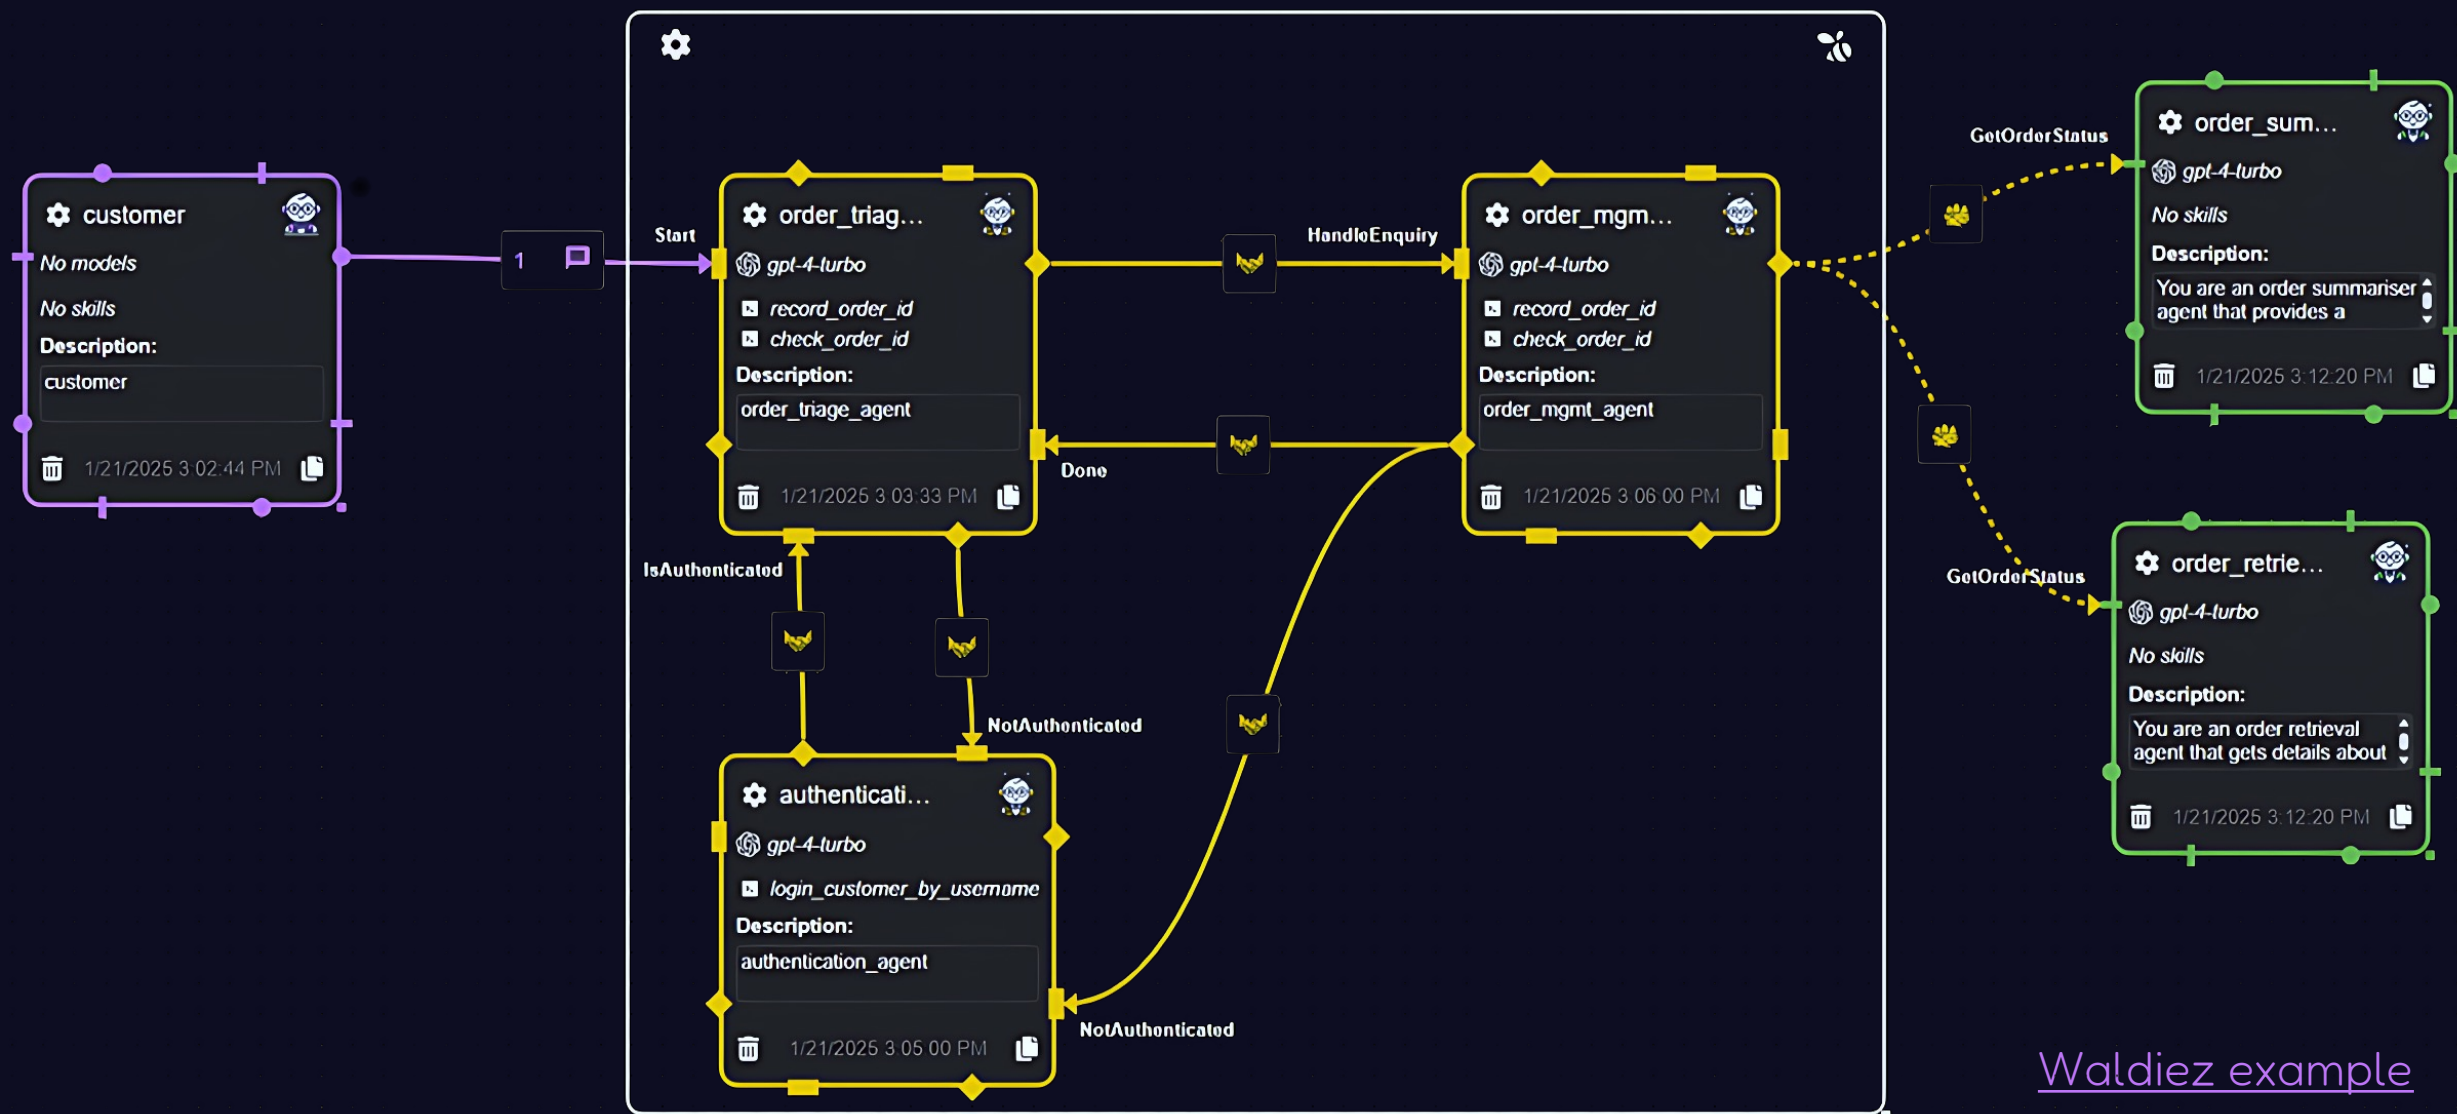 customer
No models
No skills
Description:
customer
1/21/2025 3:02:44 PM
1
Start
order_triag...
gpt-4-turbo
record_order_id
check_order_id
Description:
order_triage_agent
1/21/2025 3:03:33 PM
HandleEnquiry
Done
order_mgm...
gpt-4-turbo
record_order_id
check_order_id
Description:
order_mgmt_agent
1/21/2025 3:06:00 PM
IsAuthenticated
NotAuthenticated
authenticati...
gpt-4-turbo
login_customer_by_username
Description:
authentication_agent
1/21/2025 3:05:00 PM
NotAuthenticated
GetOrderStatus
order_sum...
gpt-4-turbo
No skills
Description:
You are an order summariser
agent that provides a
1/21/2025 3:12:20 PM
GetOrderStatus
order_retrie...
gpt-4-turbo
No skills
Description:
You are an order retrieval
agent that gets details about
1/21/2025 3:12:20 PM
Waldiez example